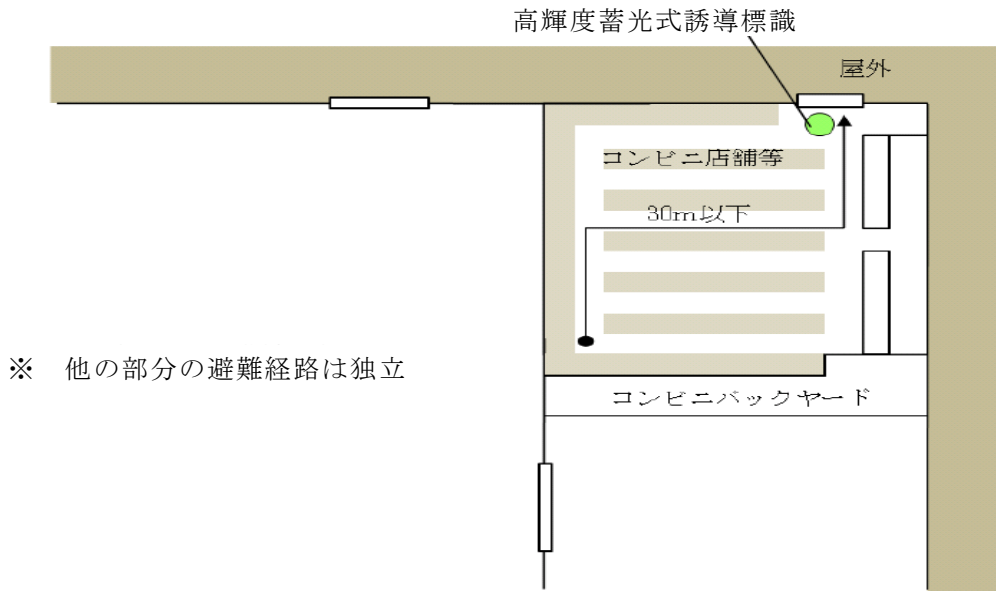 高輝度蓄光式誘導標識
屋外
コンビニ店舗等
30m以下
※ 他の部分の避難経路は独立
コンビニバックヤード